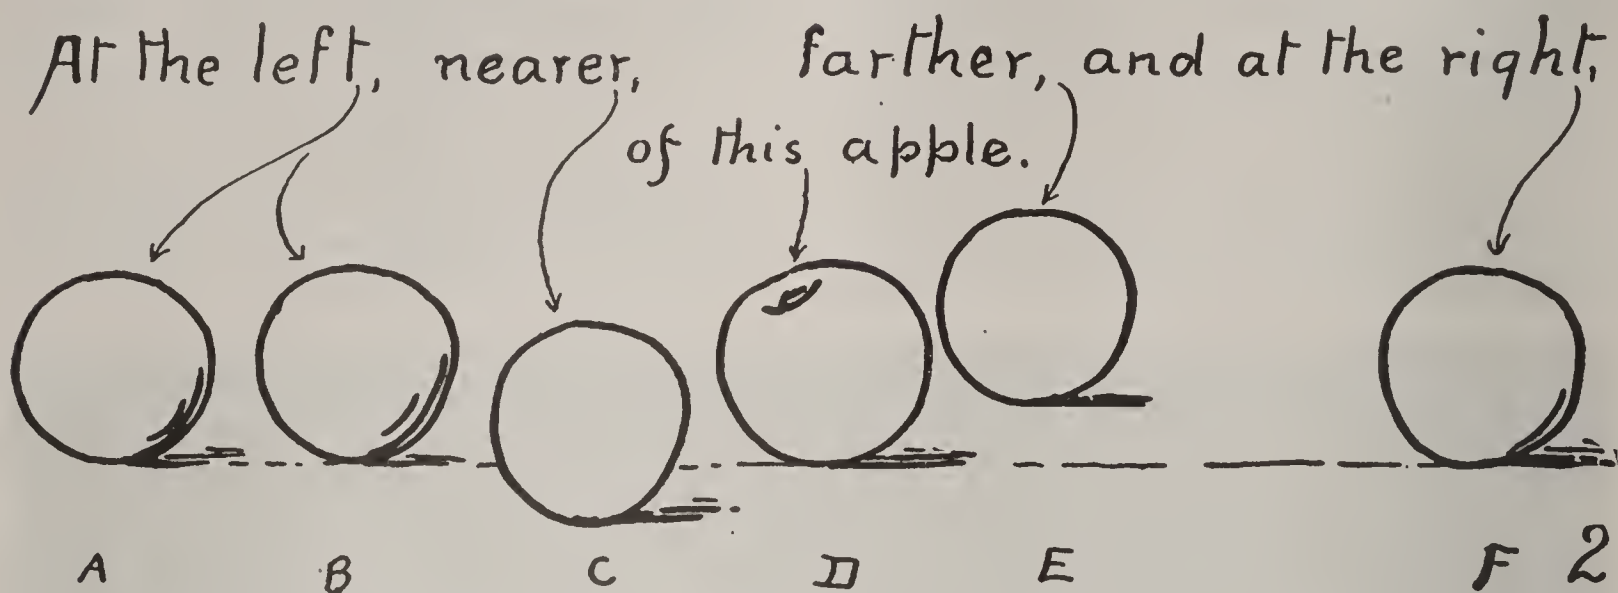 At the left, nearer, farther, and at the right,
of this apple.
A B C D E F 2